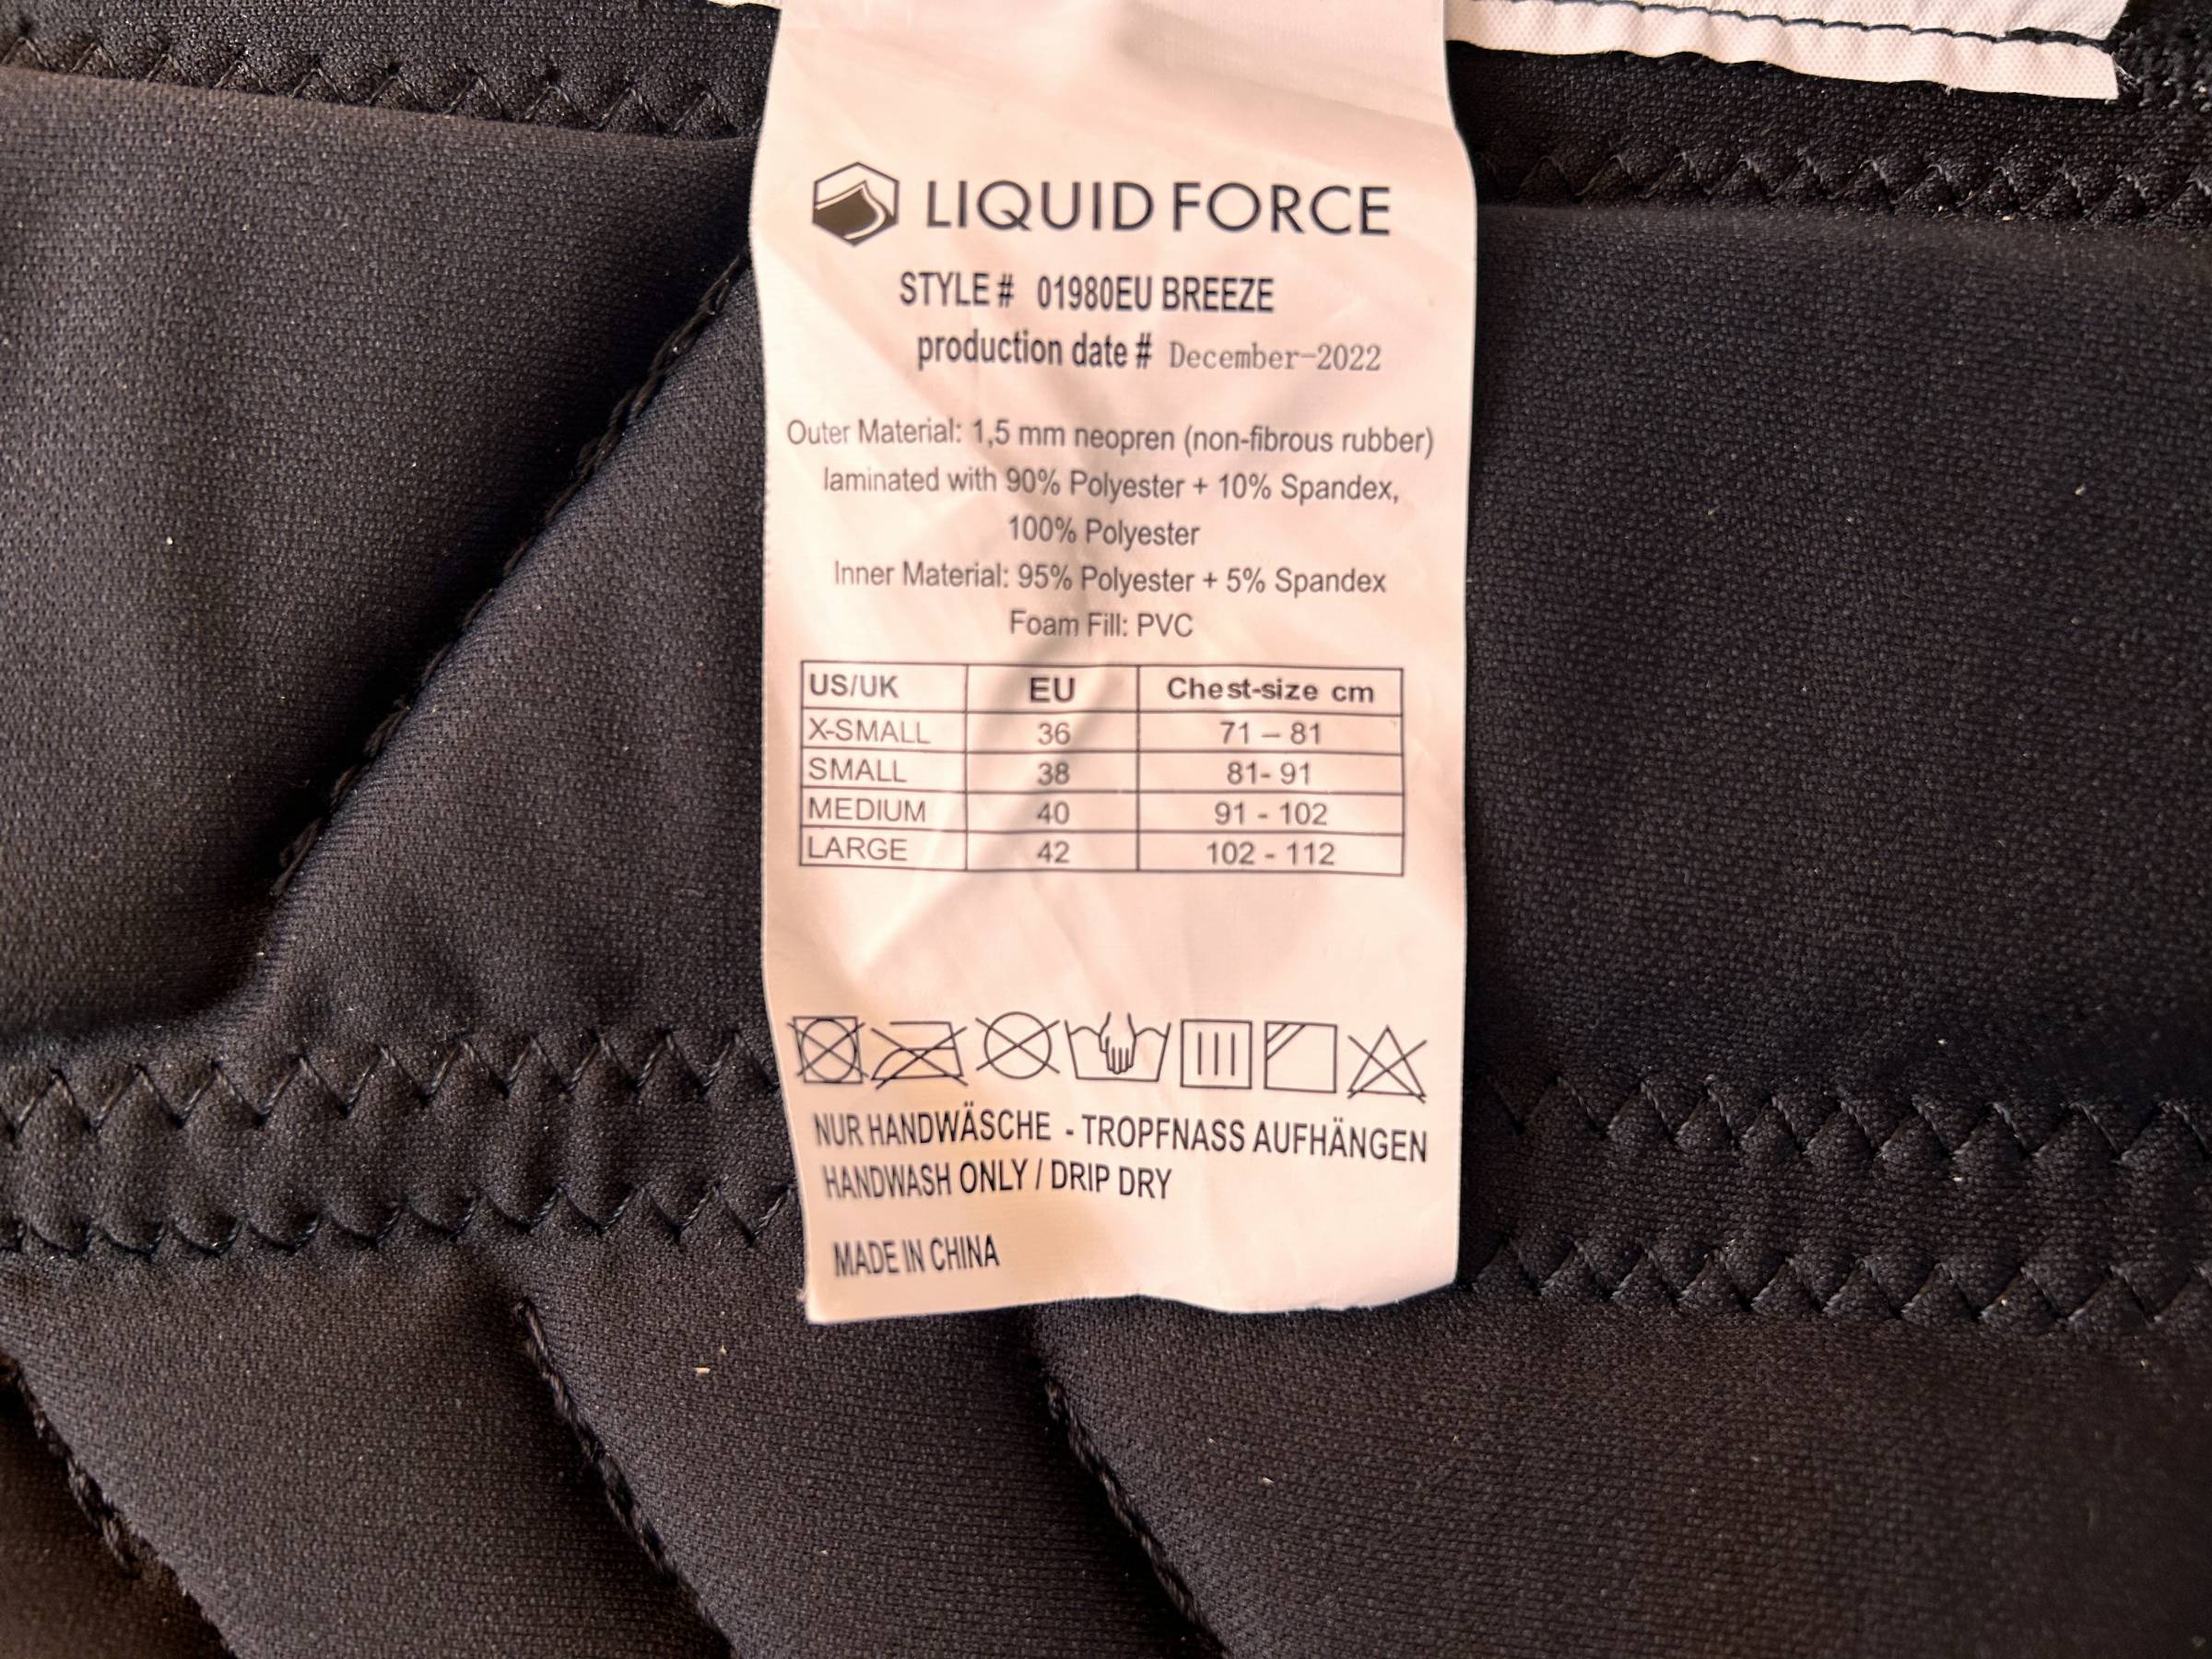 LIQUID FORCE
STYLE # 01980EU BREEZE
production date # December-2022
Outer Material: 1,5 mm neopren (non-fibrous rubber)
laminated with 90% Polyester + 10% Spandex,
100% Polyester
Inner Material: 95% Polyester + 5% Spandex
Foam Fill: PVC
US/UK EU Chest-size cm
X-SMALL 36 71 – 81
SMALL 38 81- 91
MEDIUM 40 91 - 102
LARGE 42 102 - 112
NUR HANDWÄSCHE - TROPFNASS AUFHÄNGEN
HANDWASH ONLY / DRIP DRY
MADE IN CHINA